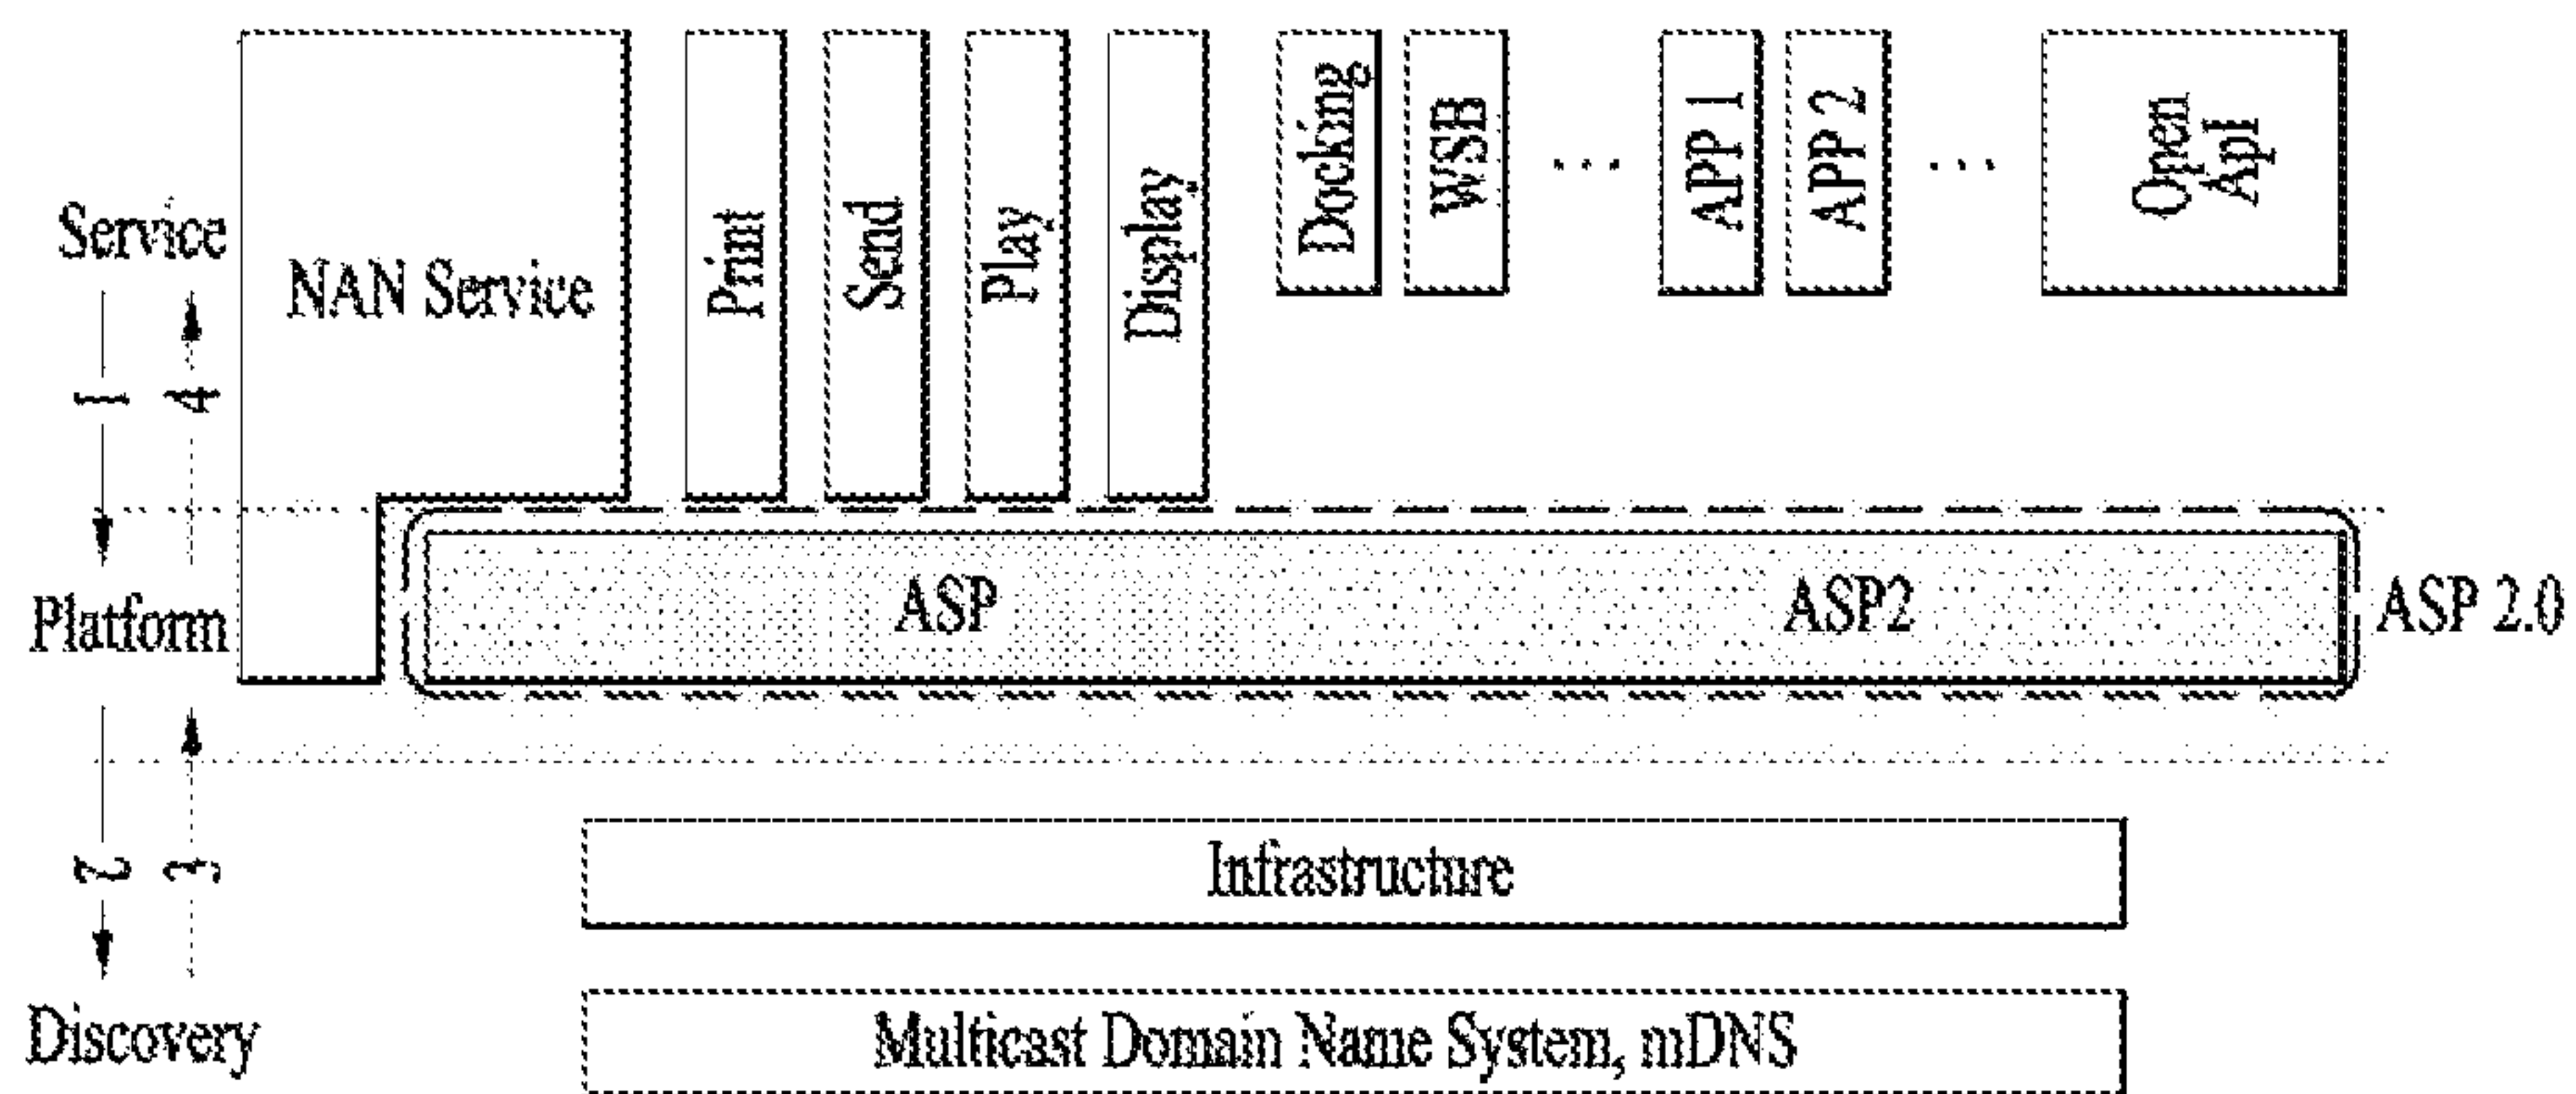 Service
1
4
Platform
2
3
Discovery
NAN Service
Print
Send
Play
Display
Docking
WSB
...
APP 1
APP 2
...
Open
ApI
ASP
ASP2
ASP 2.0
Infrastructure
Multicast Domain Name System, mDNS